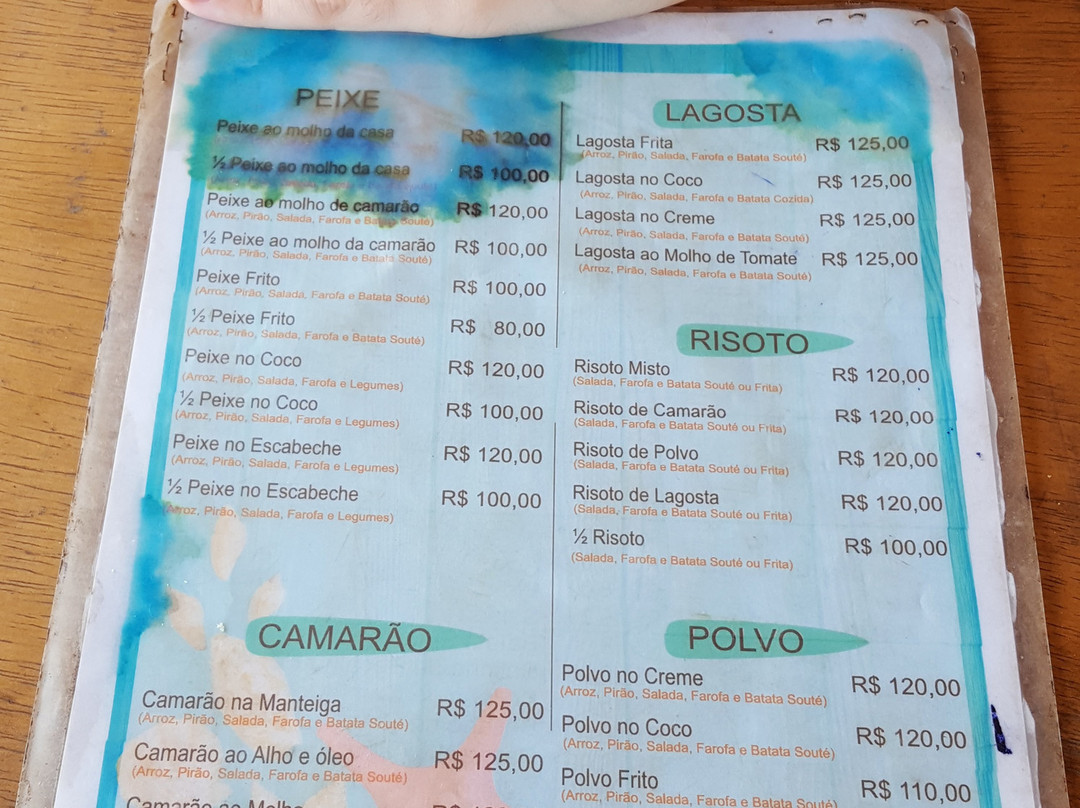 PEIXE
Peixe ao molho da casa R$ 120,00
½ Peixe ao molho da casa R$ 100,00
Peixe ao molho de camarão R$ 120,00
(Arroz, Pirão, Salada, Farofa e Batata Souté)
½ Peixe ao molho da camarão R$ 100,00
(Arroz, Pirão, Salada, Farofa e Batata Souté)
Peixe Frito R$ 100,00
(Arroz, Pirão, Salada, Farofa e Batata Souté)
½ Peixe Frito R$ 80,00
(Arroz, Pirão, Salada, Farofa e Batata Souté)
Peixe no Coco R$ 120,00
(Arroz, Pirão, Salada, Farofa e Legumes)
½ Peixe no Coco R$ 100,00
(Arroz, Pirão, Salada, Farofa e Legumes)
Peixe no Escabeche R$ 120,00
(Arroz, Pirão, Salada, Farofa e Legumes)
½ Peixe no Escabeche R$ 100,00
(Arroz, Pirão, Salada, Farofa e Legumes)
CAMARÃO
Camarão na Manteiga R$ 125,00
(Arroz, Pirão, Salada, Farofa e Batata Souté)
Camarão ao Alho e óleo R$ 125,00
(Arroz, Pirão, Salada, Farofa e Batata Souté)
Camarão ao Molho
LAGOSTA
Lagosta Frita R$ 125,00
(Arroz, Pirão, Salada, Farofa e Batata Souté)
Lagosta no Coco R$ 125,00
(Arroz, Pirão, Salada, Farofa e Batata Cozida)
Lagosta no Creme R$ 125,00
(Arroz, Pirão, Salada, Farofa e Batata Souté)
Lagosta ao Molho de Tomate R$ 125,00
(Arroz, Pirão, Salada, Farofa e Batata Souté)
RISOTO
Risoto Misto R$ 120,00
(Salada, Farofa e Batata Souté ou Frita)
Risoto de Camarão R$ 120,00
(Salada, Farofa e Batata Souté ou Frita)
Risoto de Polvo R$ 120,00
(Salada, Farofa e Batata Souté ou Frita)
Risoto de Lagosta R$ 120,00
(Salada, Farofa e Batata Souté ou Frita)
½ Risoto R$ 100,00
(Salada, Farofa e Batata Souté ou Frita)
POLVO
Polvo no Creme R$ 120,00
(Arroz, Pirão, Salada, Farofa e Batata Souté)
Polvo no Coco R$ 120,00
(Arroz, Pirão, Salada, Farofa e Batata Souté)
Polvo Frito R$ 110,00
(Arroz, Pirão, Salada, Farofa e Batata Souté)